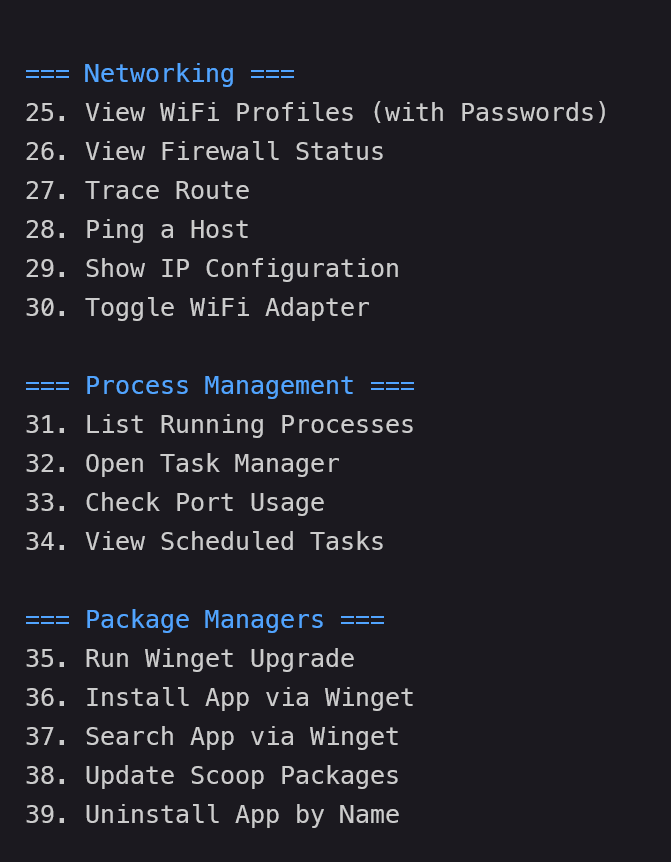 === Networking ===
25. View WiFi Profiles (with Passwords)
26. View Firewall Status
27. Trace Route
28. Ping a Host
29. Show IP Configuration
30. Toggle WiFi Adapter
=== Process Management ===
31. List Running Processes
32. Open Task Manager
33. Check Port Usage
34. View Scheduled Tasks
=== Package Managers ===
35. Run Winget Upgrade
36. Install App via Winget
37. Search App via Winget
38. Update Scoop Packages
39. Uninstall App by Name